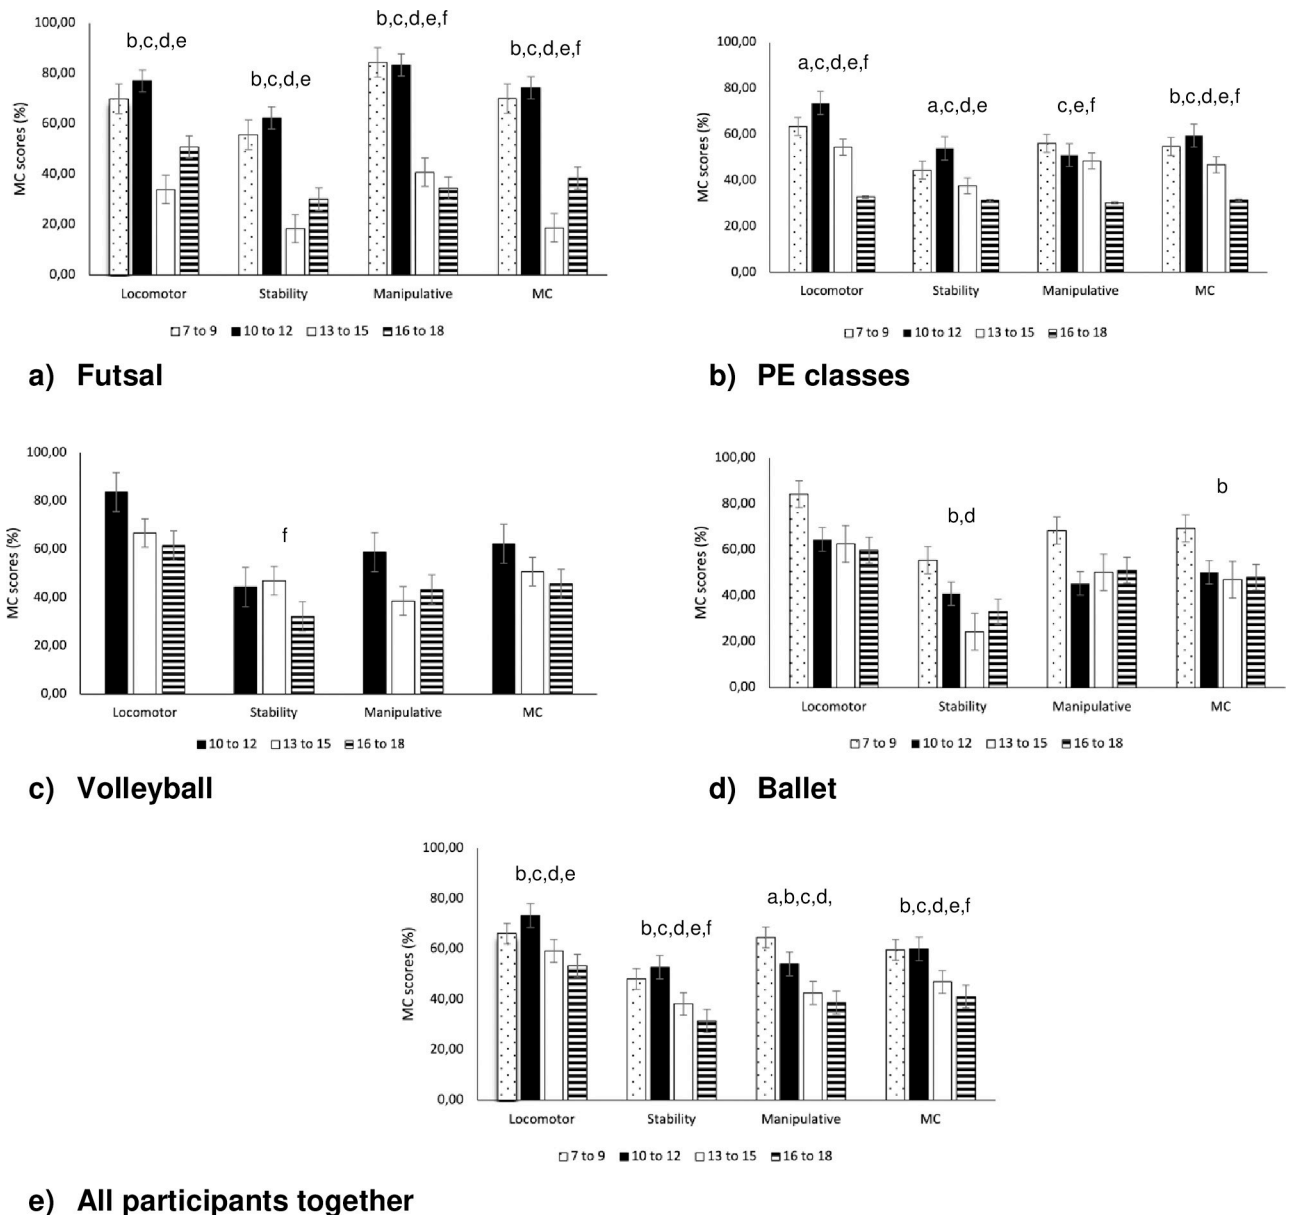 100,00
80,00
60,00
40,00
20,00
0,00
MC scores (%)
b,c,d,e
b,c,d,e
b,c,d,e,f
b,c,d,e,f
Locomotor Stability Manipulative MC
7 to 9 10 to 12 13 to 15 16 to 18
a) Futsal
100,00
80,00
60,00
40,00
20,00
0,00
MC scores (%)
a,c,d,e,f
a,c,d,e
c,e,f
b,c,d,e,f
Locomotor Stability Manipulative MC
7 to 9 10 to 12 13 to 15 16 to 18
b) PE classes
100,00
80,00
60,00
40,00
20,00
0,00
MC scores (%)
f
Locomotor Stability Manipulative MC
10 to 12 13 to 15 16 to 18
c) Volleyball
100,00
80,00
60,00
40,00
20,00
0,00
MC scores (%)
b,d
b
Locomotor Stability Manipulative MC
7 to 9 10 to 12 13 to 15 16 to 18
d) Ballet
100,00
80,00
60,00
40,00
20,00
0,00
MC scores (%)
b,c,d,e
b,c,d,e,f
a,b,c,d,
b,c,d,e,f
Locomotor Stability Manipulative MC
7 to 9 10 to 12 13 to 15 16 to 18
e) All participants together